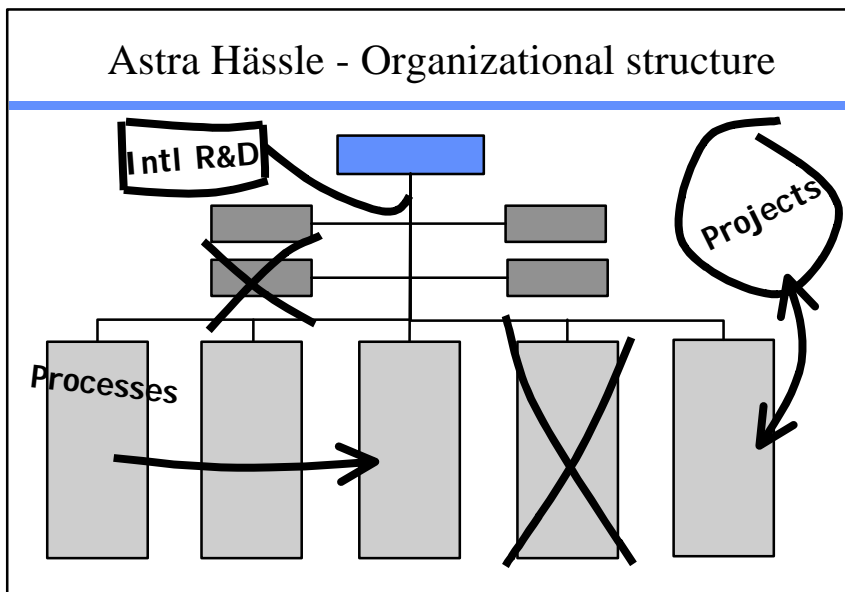 Astra Hässle - Organizational structure
Intl R&D
Projects
Processes